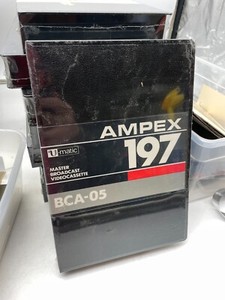 AMPEX
U-matic
197
MASTER
BROADCAST
VIDEOCASSETTE
BCA-05